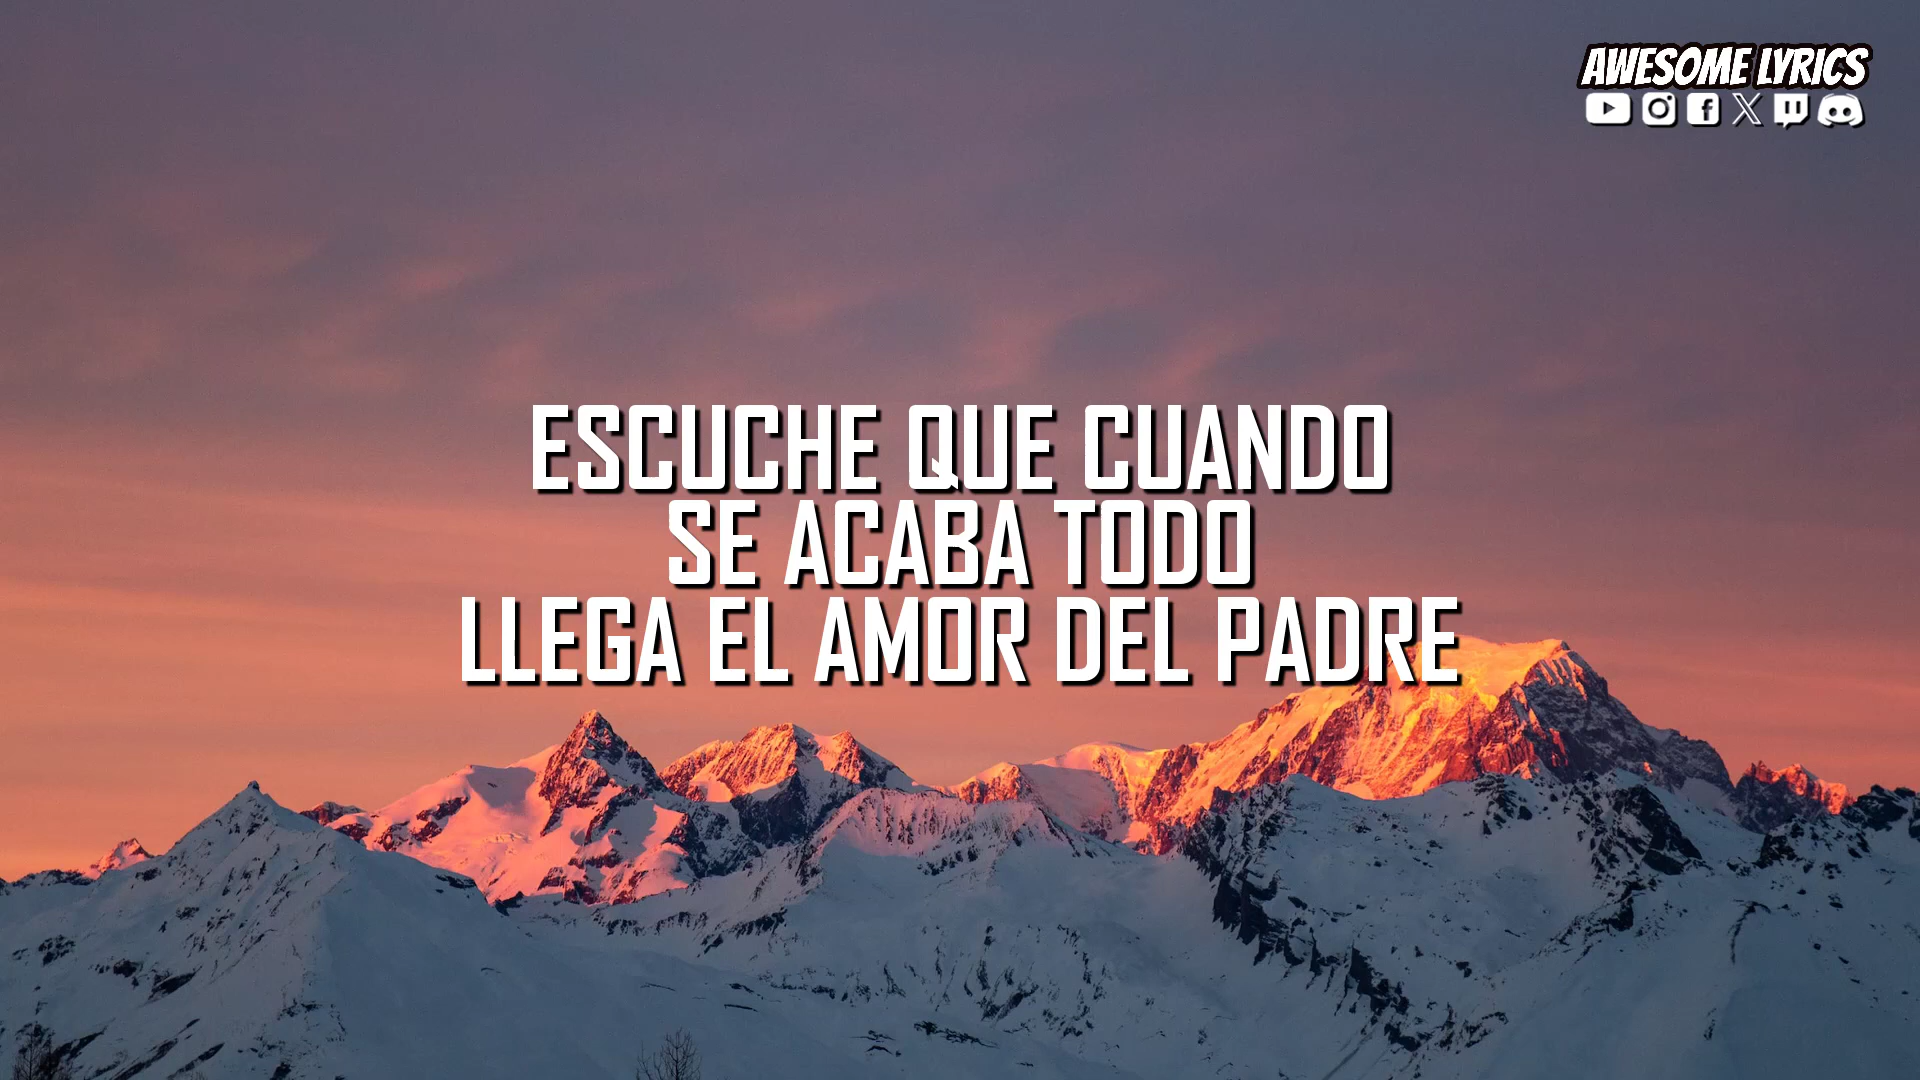 AWESOME LYRICS
ESCUCHE QUE CUANDO
SE ACABA TODO
LLEGA EL AMOR DEL PADRE